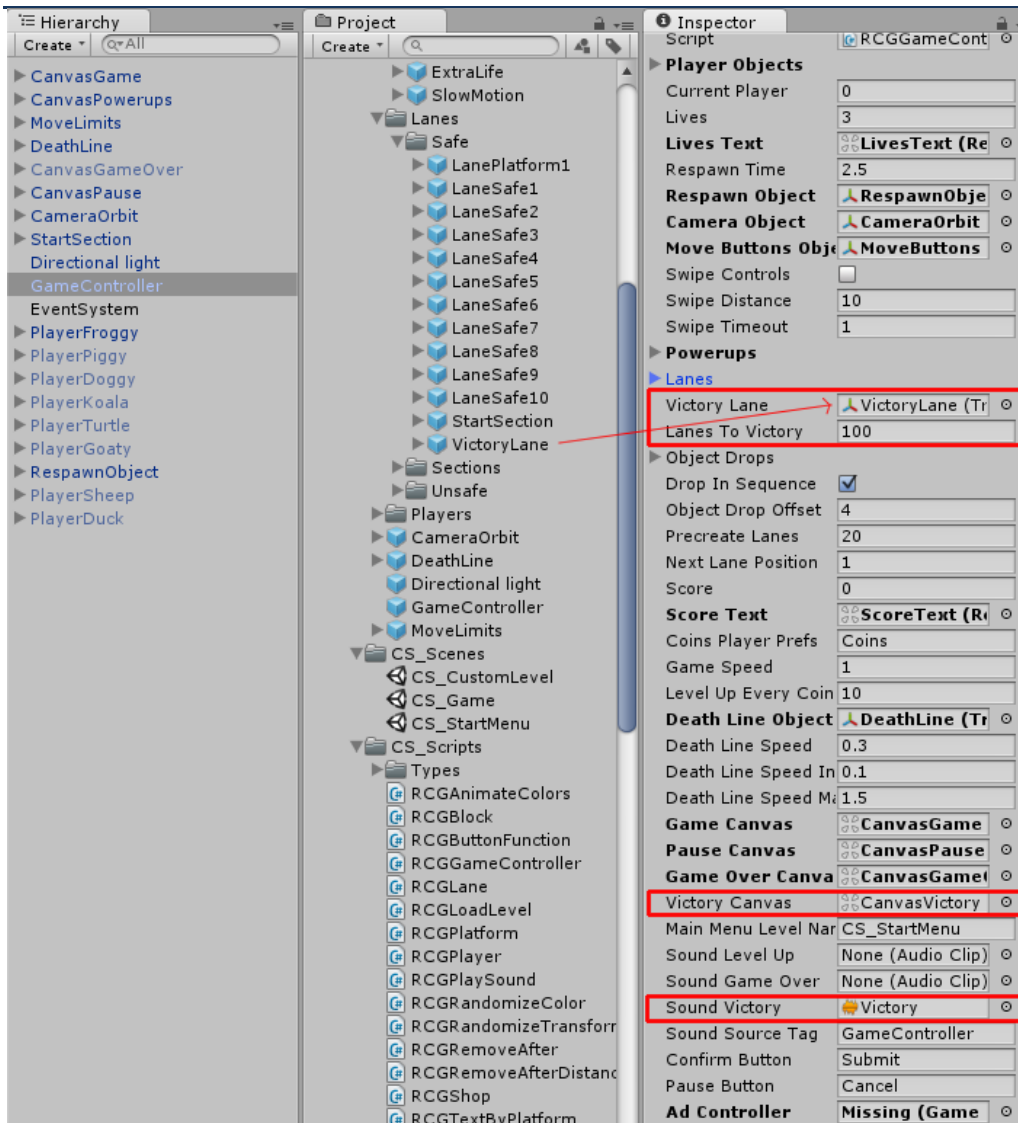 Hierarchy
Create
All
CanvasGame
CanvasPowerups
MoveLimits
DeathLine
CanvasGameOver
CanvasPause
CameraOrbit
StartSection
Directional light
GameController
EventSystem
PlayerFroggy
PlayerPiggy
PlayerDoggy
PlayerKoala
PlayerTurtle
PlayerGoaty
RespawnObject
PlayerSheep
PlayerDuck
Project
Create
ExtraLife
SlowMotion
Lanes
Safe
LanePlatform1
LaneSafe1
LaneSafe2
LaneSafe3
LaneSafe4
LaneSafe5
LaneSafe6
LaneSafe7
LaneSafe8
LaneSafe9
LaneSafe10
StartSection
VictoryLane
Sections
Unsafe
Players
CameraOrbit
DeathLine
Directional light
GameController
MoveLimits
CS_Scenes
CS_CustomLevel
CS_Game
CS_StartMenu
CS_Scripts
Types
RCGAnimateColors
RCGBlock
RCGButtonFunction
RCGGameController
RCGLane
RCGLoadLevel
RCGPlatform
RCGPlayer
RCGPlaySound
RCGRandomizeColor
RCGRandomizeTransforr
RCGRemoveAfter
RCGRemoveAfterDistanc
RCGShop
RCGTextByPlatform
Inspector
Script RCGGameCont
Player Objects
Current Player 0
Lives 3
Lives Text LivesText (Re
Respawn Time 2.5
Respawn Object RespawnObje
Camera Object CameraOrbit
Move Buttons Obje MoveButtons
Swipe Controls
Swipe Distance 10
Swipe Timeout 1
Powerups
Lanes
Victory Lane VictoryLane (Tr
Lanes To Victory 100
Object Drops
Drop In Sequence
Object Drop Offset 4
Precreate Lanes 20
Next Lane Position 1
Score 0
Score Text ScoreText (R
Coins Player Prefs Coins
Game Speed 1
Level Up Every Coin 10
Death Line Object DeathLine (Tr
Death Line Speed 0.3
Death Line Speed In 0.1
Death Line Speed Ma 1.5
Game Canvas CanvasGame
Pause Canvas CanvasPause
Game Over Canva CanvasGame
Victory Canvas CanvasVictory
Main Menu Level Nar CS_StartMenu
Sound Level Up None (Audio Clip)
Sound Game Over None (Audio Clip)
Sound Victory Victory
Sound Source Tag GameController
Confirm Button Submit
Pause Button Cancel
Ad Controller Missing (Game